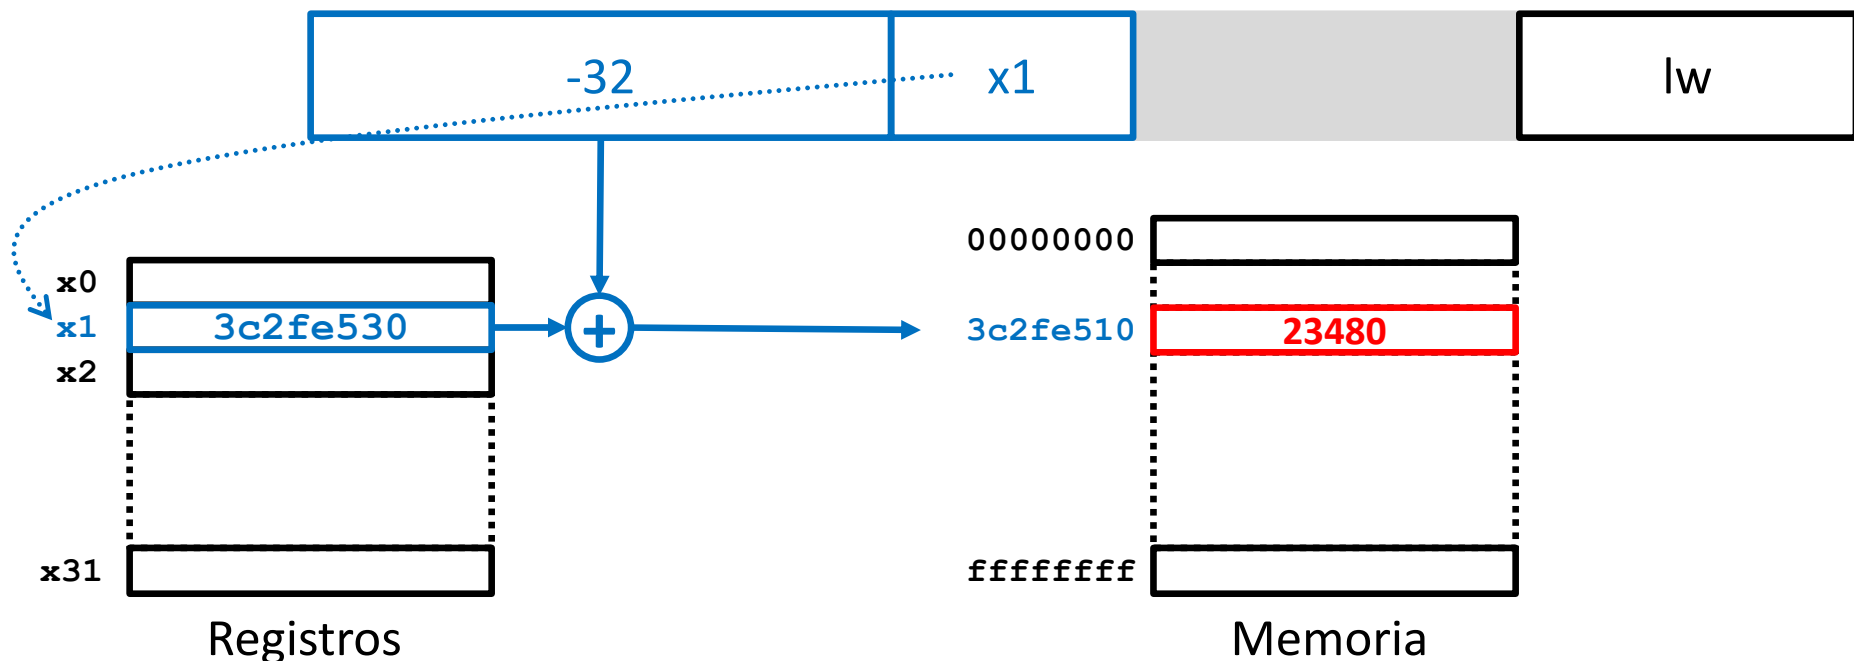 -32 x1 lw
00000000
x0
x1 3c2fe530 + 3c2fe510 23480
x2
x31 ffffffff
Registros Memoria